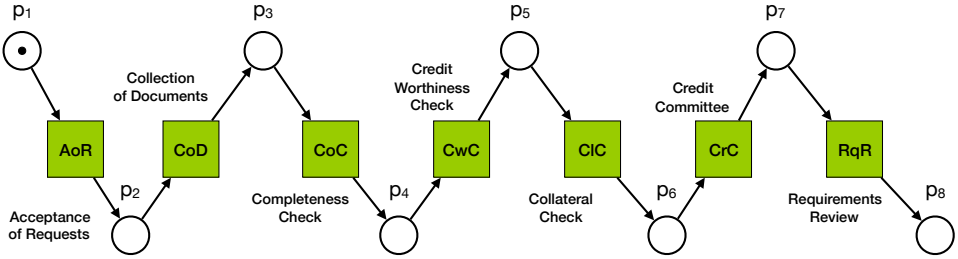 p1
p3
p5
p7
Collection
of Documents
Credit
Worthiness
Check
Credit
Committee
AoR
CoD
CoC
CwC
ClC
CrC
RqR
p2
p4
p6
p8
Acceptance
of Requests
Completeness
Check
Collateral
Check
Requirements
Review